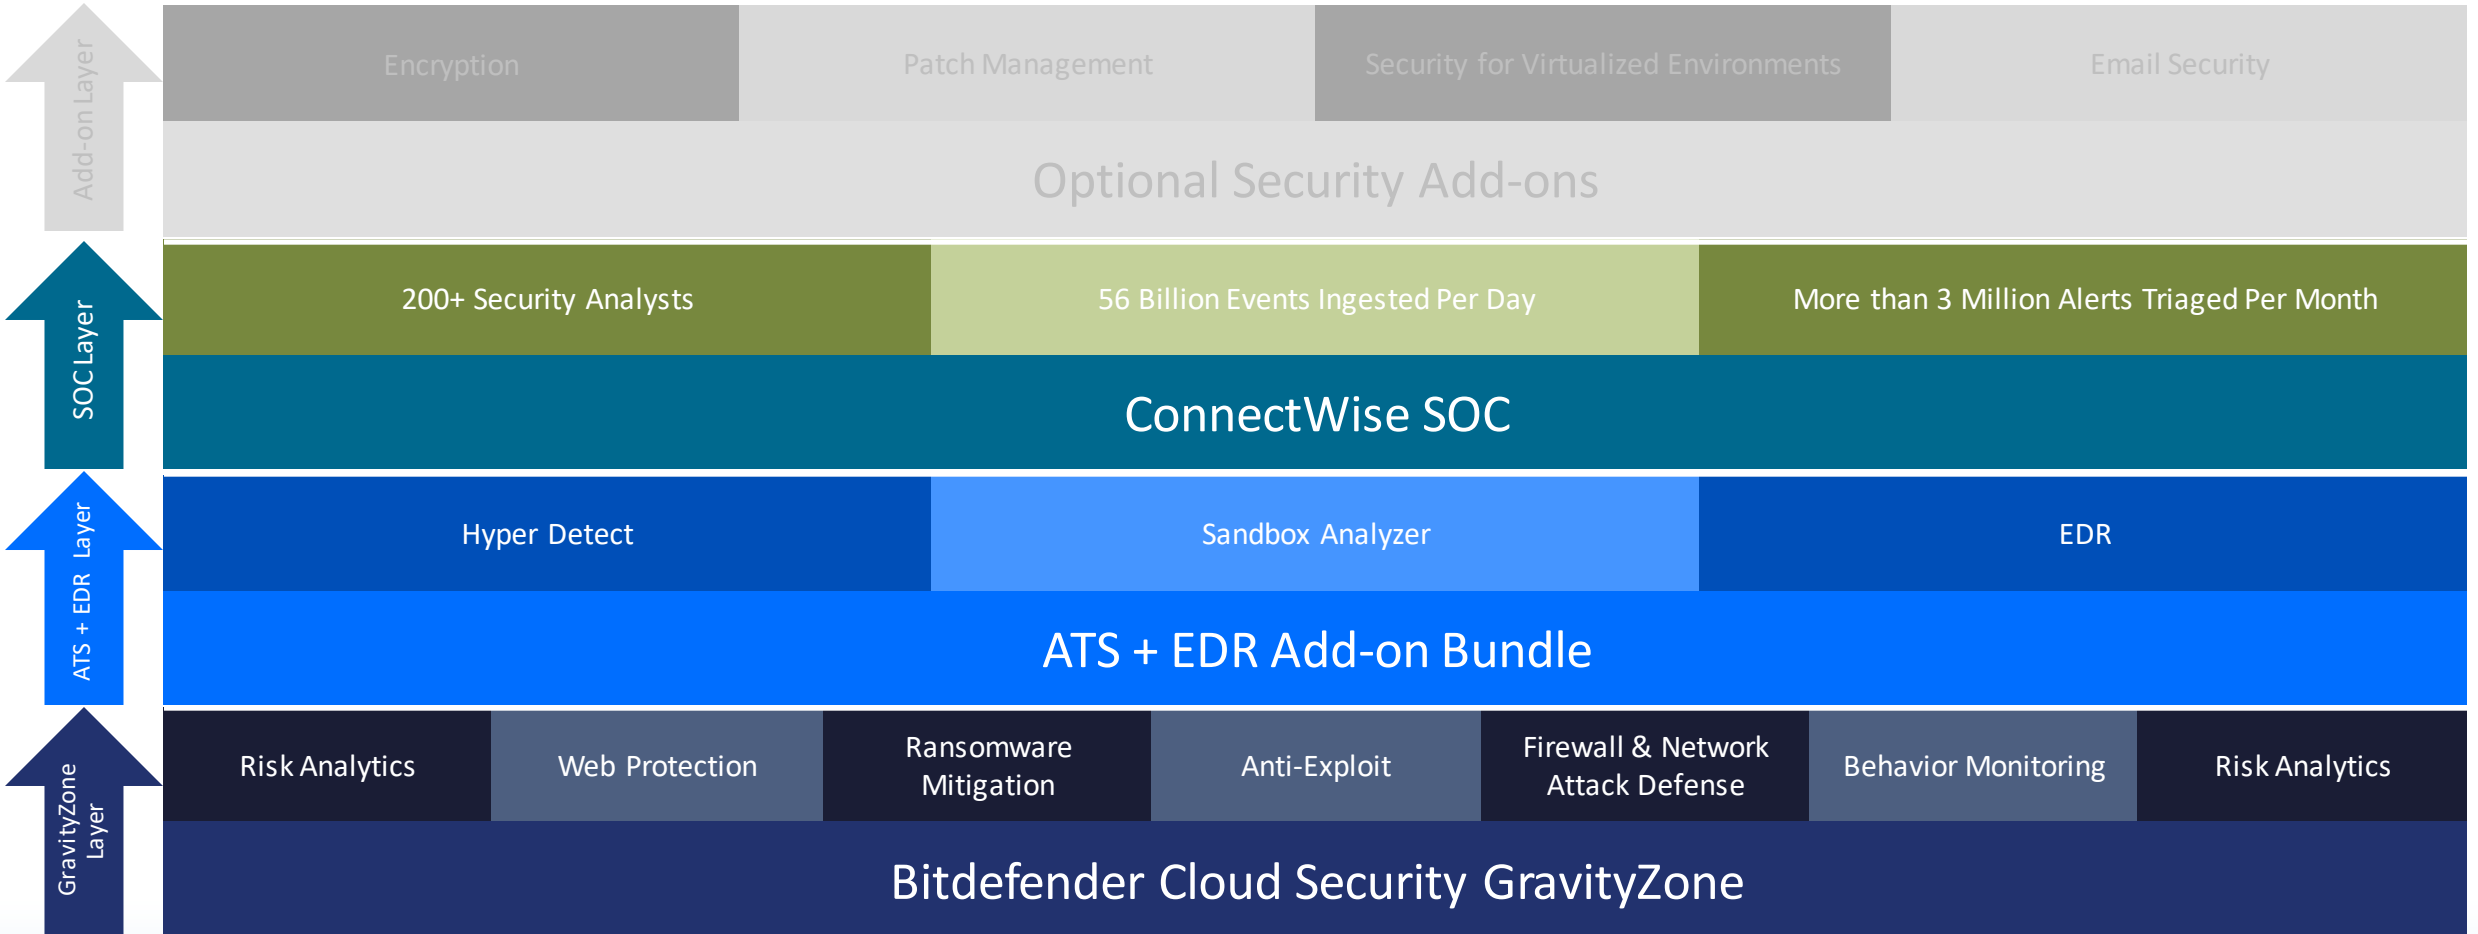 Add-on Layer
Encryption
Patch Management
Security for Virtualized Environments
Email Security
Optional Security Add-ons
SOC Layer
200+ Security Analysts
56 Billion Events Ingested Per Day
More than 3 Million Alerts Triaged Per Month
ConnectWise SOC
ATS + EDR Layer
Hyper Detect
Sandbox Analyzer
EDR
ATS + EDR Add-on Bundle
GravityZone
Layer
Risk Analytics
Web Protection
Ransomware
Mitigation
Anti-Exploit
Firewall & Network
Attack Defense
Behavior Monitoring
Risk Analytics
Bitdefender Cloud Security GravityZone